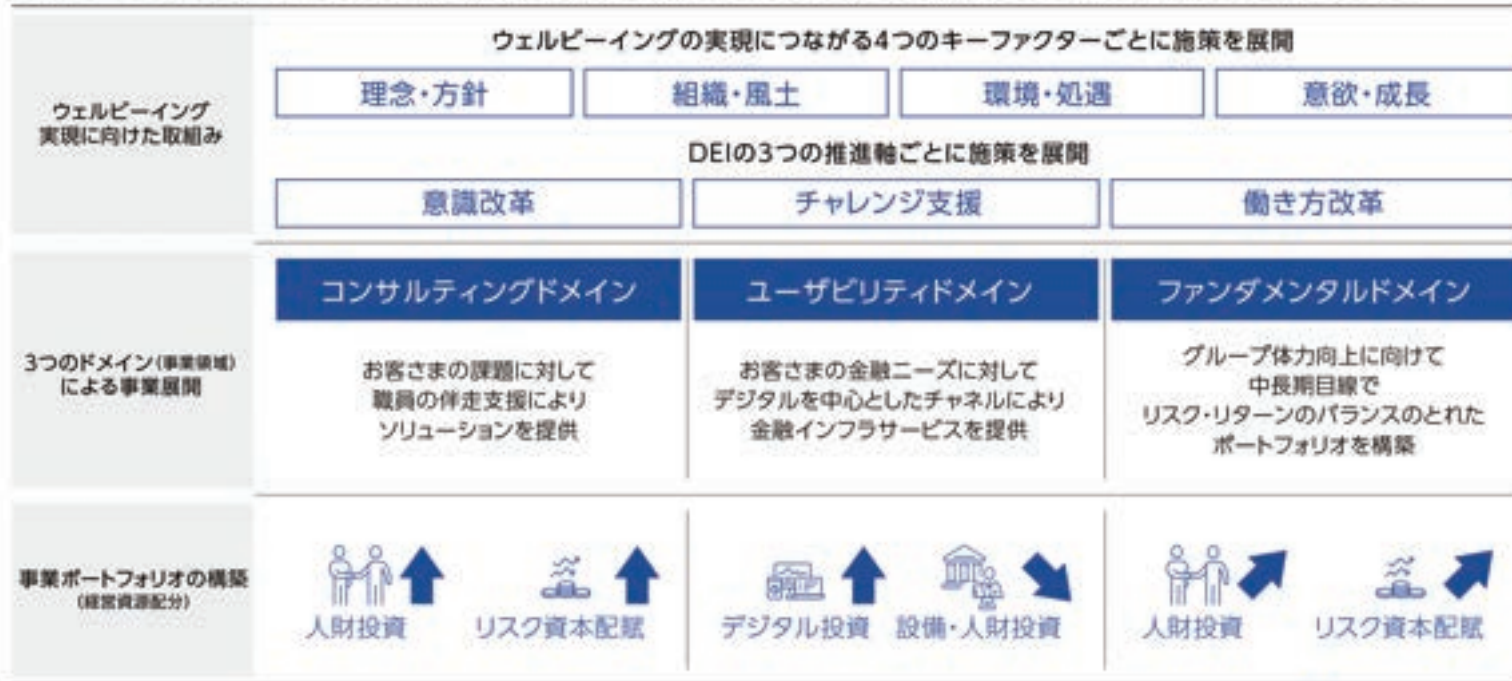 ウェルビーイング
実現に向けた取組み
ウェルビーイングの実現につながる4つのキーファクターごとに施策を展開
理念・方針
組織・風土
環境・処遇
意欲・成長
DEIの3つの推進軸ごとに施策を展開
意識改革
チャレンジ支援
働き方改革
3つのドメイン(事業領域)
による事業展開
コンサルティングドメイン
お客さまの課題に対して
職員の伴走支援により
ソリューションを提供
ユーザビリティドメイン
お客さまの金融ニーズに対して
デジタルを中心としたチャネルにより
金融インフラサービスを提供
ファンダメンタルドメイン
グループ体力向上に向けて
中長期目線で
リスク・リターンのバランスのとれた
ポートフォリオを構築
事業ポートフォリオの構築
(経営資源配分)
人財投資
リスク資本配賦
デジタル投資
設備・人財投資
人財投資
リスク資本配賦